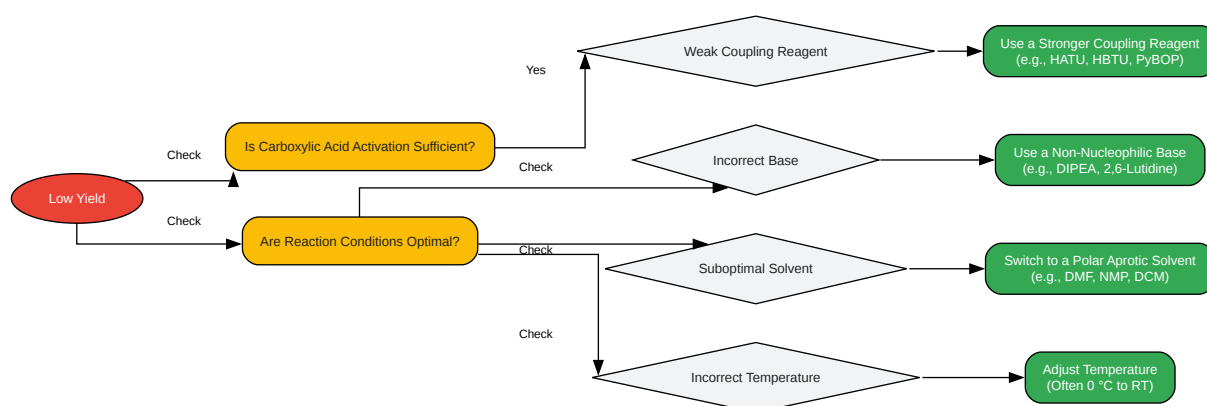 Weak Coupling Reagent
Use a Stronger Coupling Reagent
(e.g., HATU, HBTU, PyBOP)
Yes
Is Carboxylic Acid Activation Sufficient?
Check
Check
Incorrect Base
Use a Non-Nucleophilic Base
(e.g., DIPEA, 2,6-Lutidine)
Low Yield
Check
Are Reaction Conditions Optimal?
Check
Suboptimal Solvent
Switch to a Polar Aprotic Solvent
(e.g., DMF, NMP, DCM)
Check
Incorrect Temperature
Adjust Temperature
(Often 0 °C to RT)